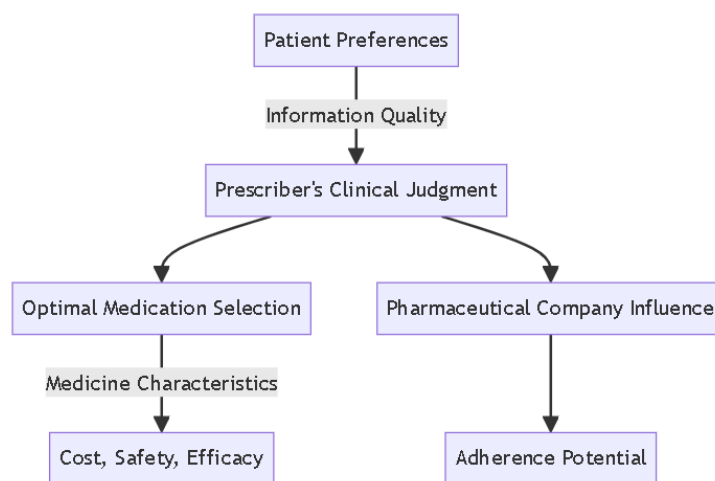 Patient Preferences
Information Quality
Prescriber's Clinical Judgment
Optimal Medication Selection
Pharmaceutical Company Influence
Medicine Characteristics
Cost, Safety, Efficacy
Adherence Potential